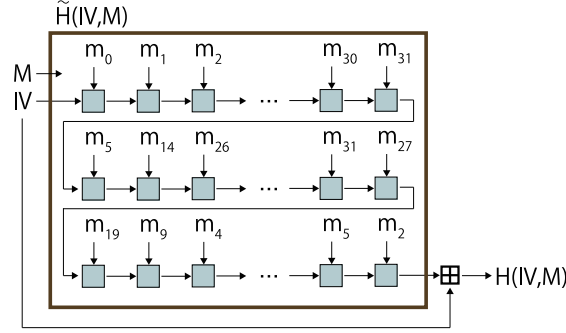 H̃(IV,M)
m₀ m₁ m₂ m₃₀ m₃₁
M
IV
...
m₅ m₁₄ m₂₆ m₃₁ m₂₇
...
m₁₉ m₉ m₄ m₅ m₂
...
H(IV,M)